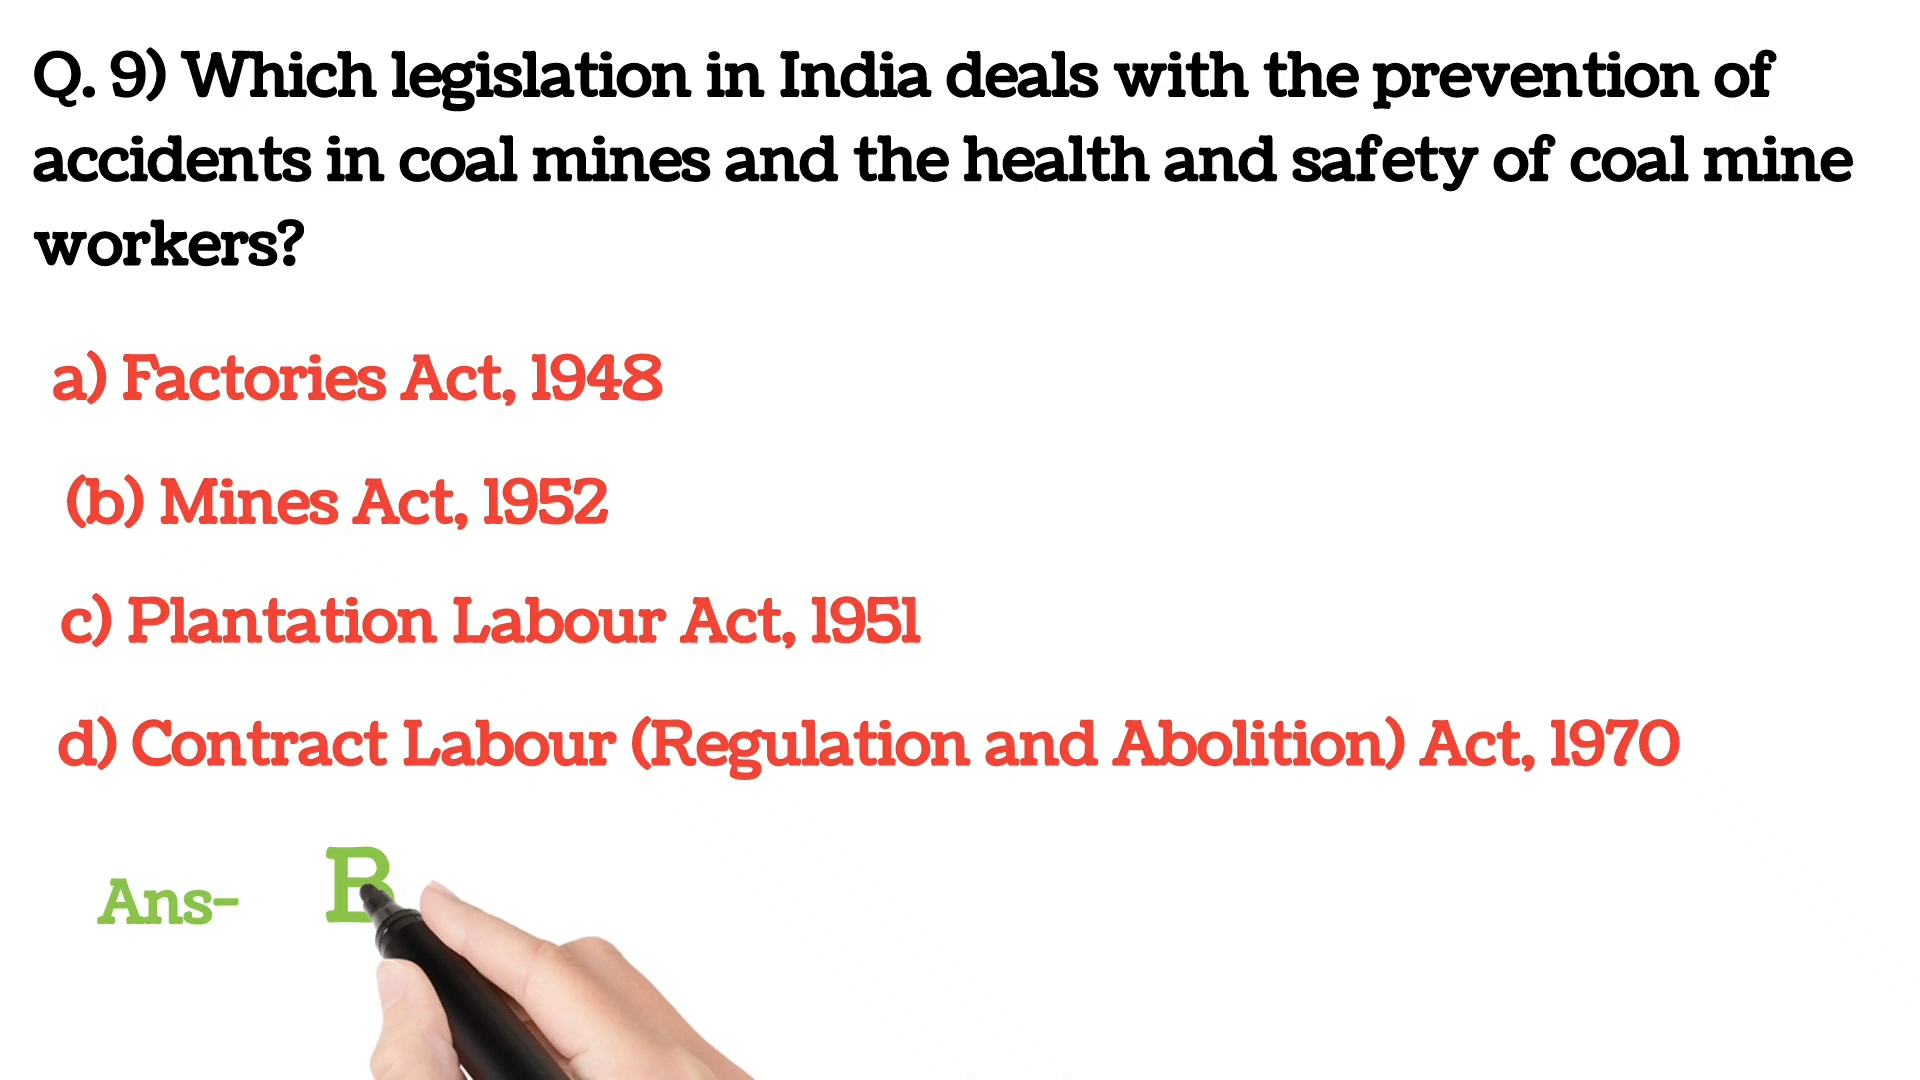 Q. 9) Which legislation in India deals with the prevention of
accidents in coal mines and the health and safety of coal mine
workers?
a) Factories Act, 1948
(b) Mines Act, 1952
c) Plantation Labour Act, 1951
d) Contract Labour (Regulation and Abolition) Act, 1970
Ans- B